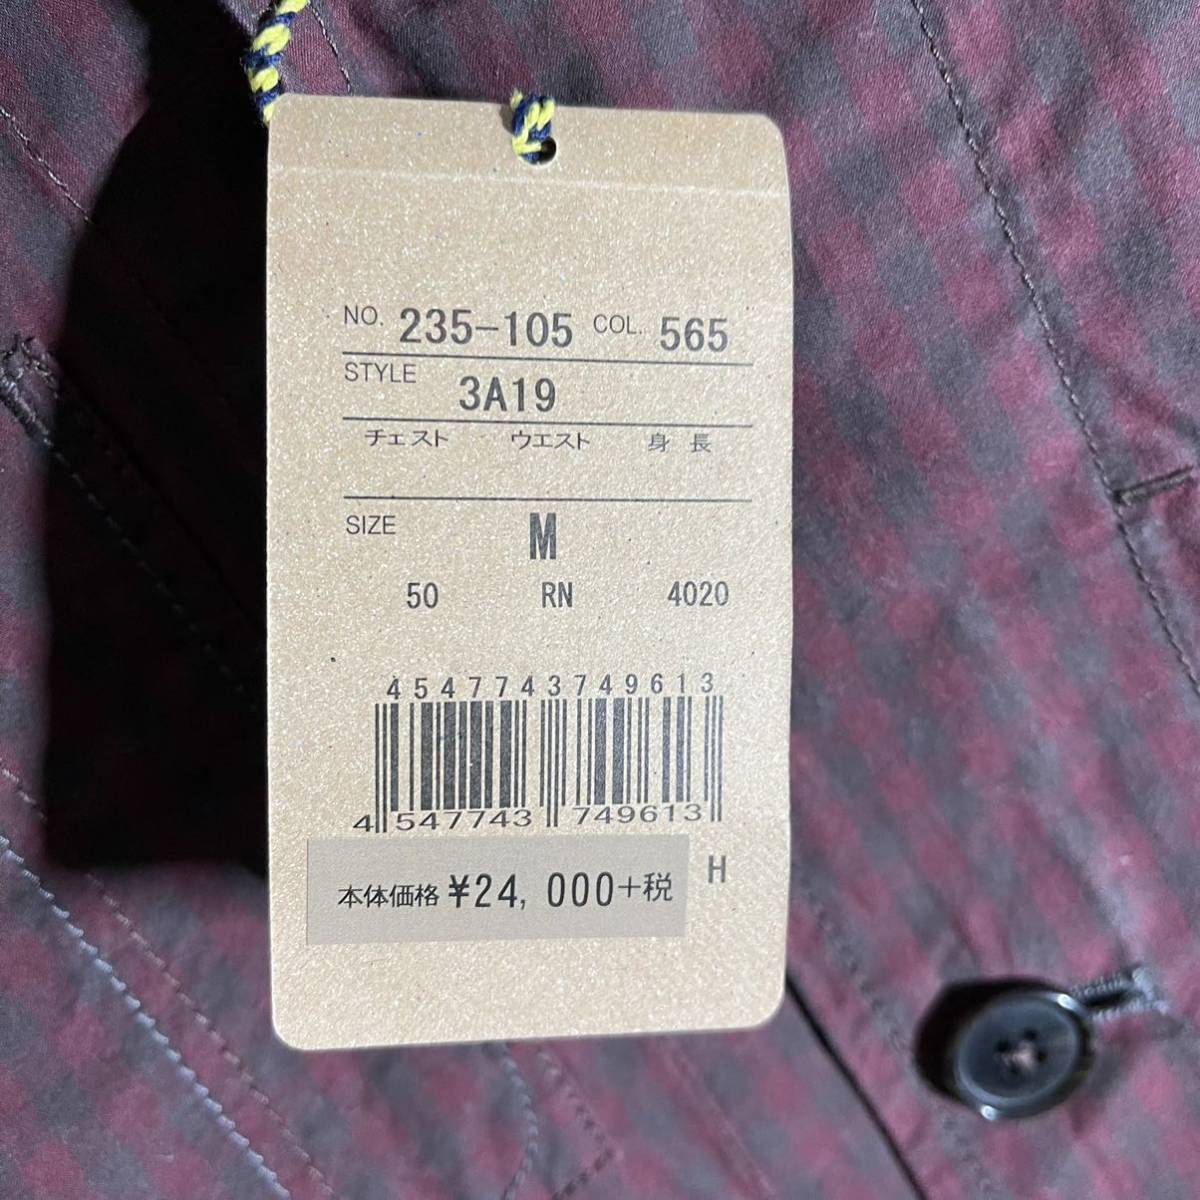 NO. 235-105 COL. 565
STYLE 3A19
チェスト ウエスト 身長
SIZE M
50 RN 4020
4547743749613
4 547743 749613
本体価格 ¥24,000+税
H